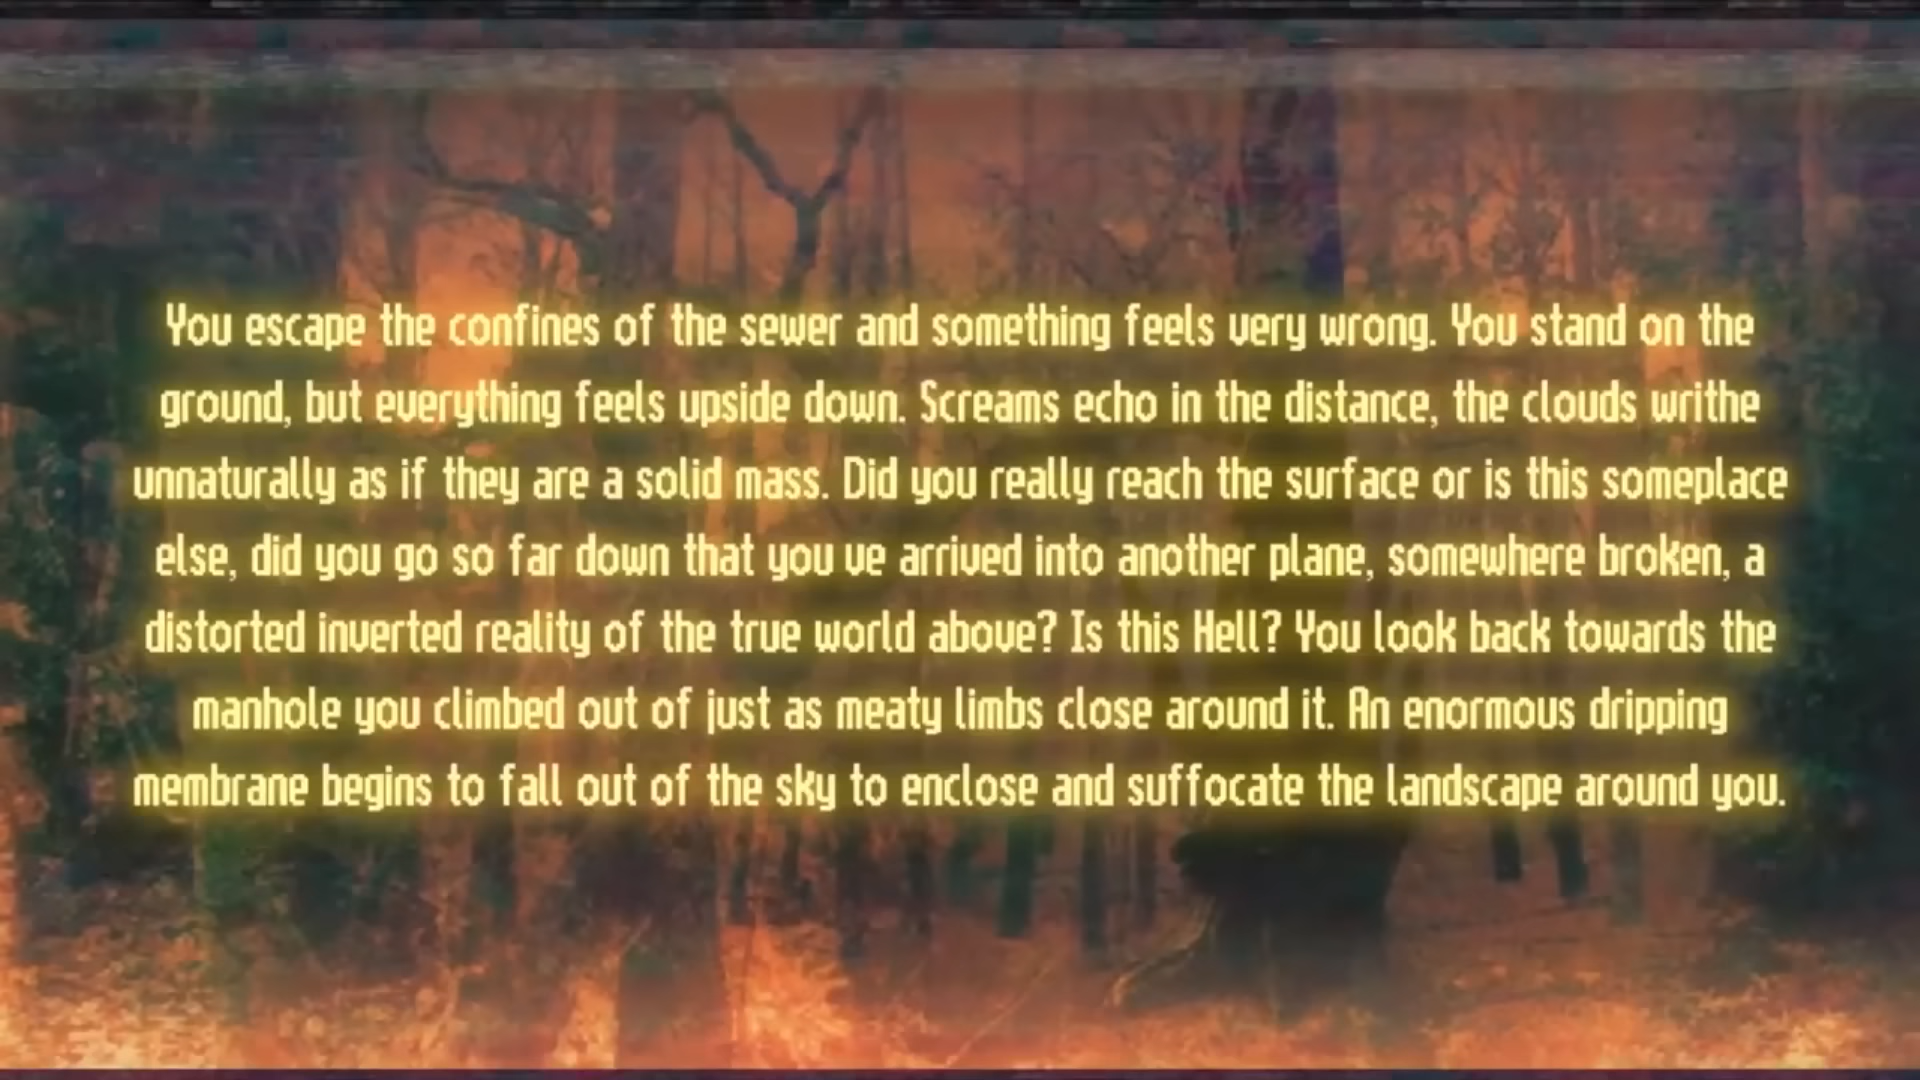 You escape the confines of the sewer and something feels very wrong. You stand on the
ground, but everything feels upside down. Screams echo in the distance, the clouds writhe
unnaturally as if they are a solid mass. Did you really reach the surface or is this someplace
else, did you go so far down that you ve arrived into another plane, somewhere broken, a
distorted inverted reality of the true world above? Is this Hell? You look back towards the
manhole you climbed out of just as meaty limbs close around it. An enormous dripping
membrane begins to fall out of the sky to enclose and suffocate the landscape around you.